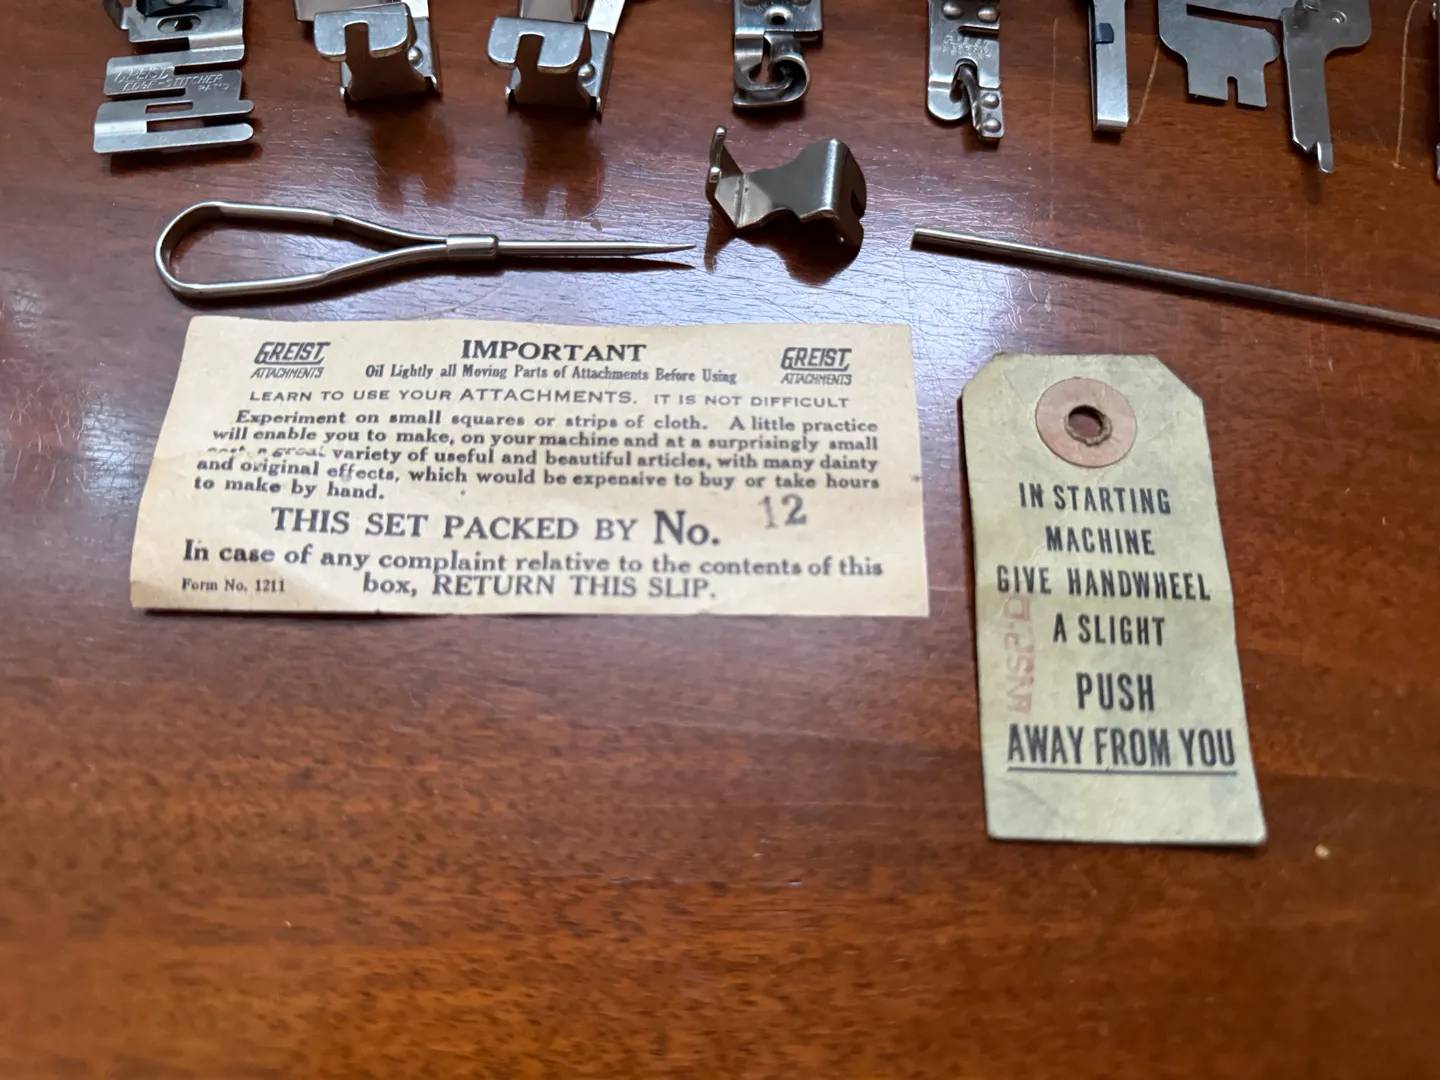 GREIST
EDGE-STITCHER
GREIST
ATTACHMENTS
IMPORTANT
GREIST
ATTACHMENTS
Oil Lightly all Moving Parts of Attachments Before Using
LEARN TO USE YOUR ATTACHMENTS. IT IS NOT DIFFICULT
Experiment on small squares or strips of cloth. A little practice
will enable you to make, on your machine and at a surprisingly small
cost, a great variety of useful and beautiful articles, with many dainty
and original effects, which would be expensive to buy or take hours
to make by hand.
THIS SET PACKED BY No. 12
In case of any complaint relative to the contents of this
Form No. 1211 box, RETURN THIS SLIP.
IN STARTING
MACHINE
GIVE HANDWHEEL
A SLIGHT
PUSH
AWAY FROM YOU